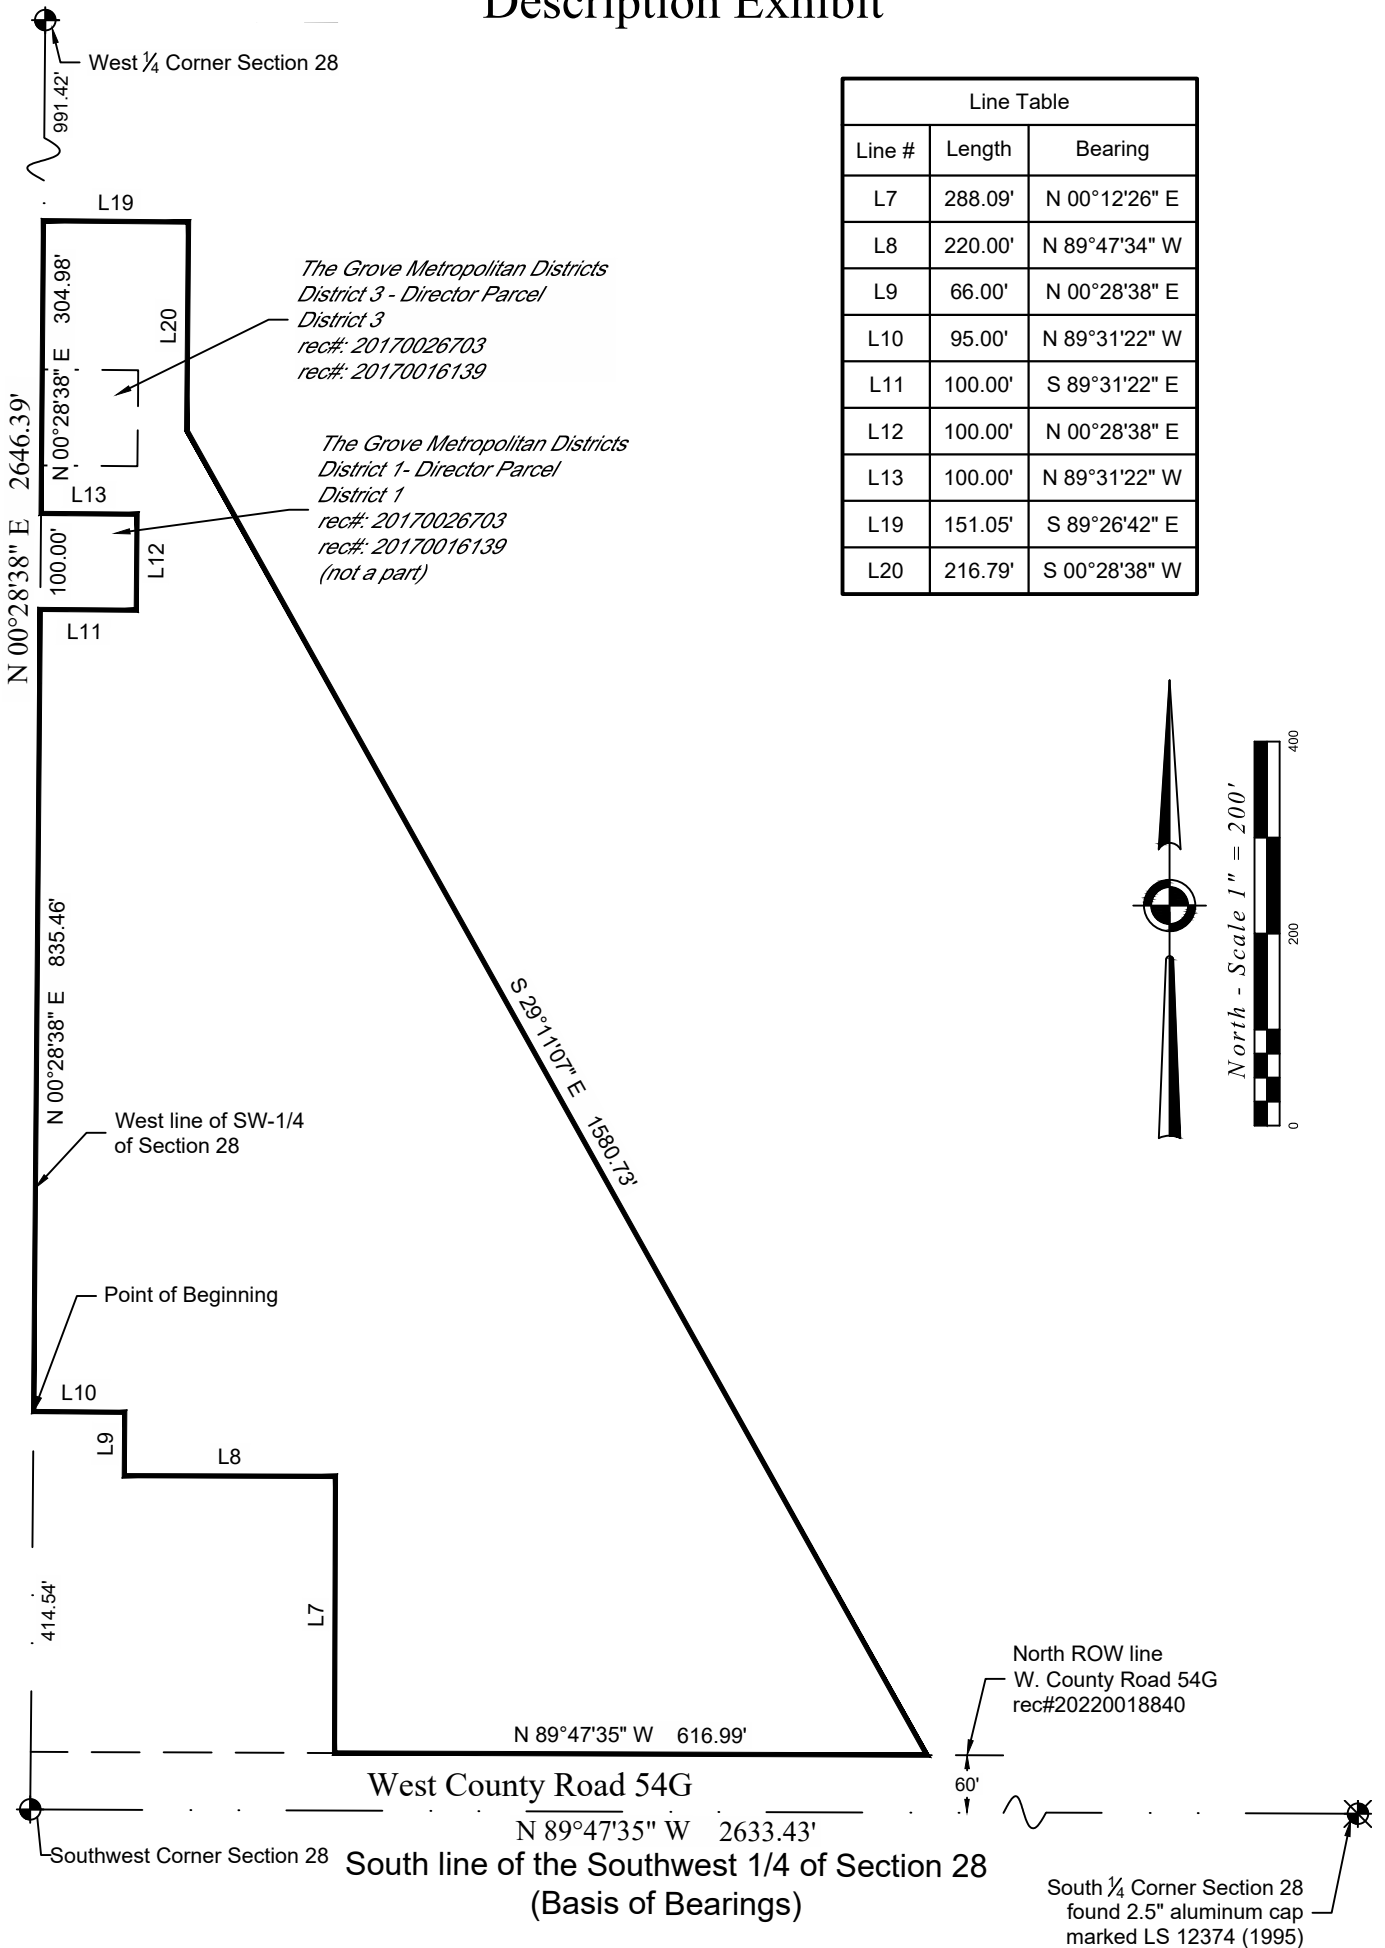 Description Exhibit
West 1/4 Corner Section 28
991.42'
Line Table
Line # Length Bearing
L7 288.09' N 00°12'26" E
L8 220.00' N 89°47'34" W
L9 66.00' N 00°28'38" E
L10 95.00' N 89°31'22" W
L11 100.00' S 89°31'22" E
L12 100.00' N 00°28'38" E
L13 100.00' N 89°31'22" W
L19 151.05' S 89°26'42" E
L20 216.79' S 00°28'38" W
L19
N 00°28'38" E 304.98'
L20
The Grove Metropolitan Districts
District 3 - Director Parcel
District 3
rec#: 20170026703
rec#: 20170016139
N 00°28'38" E 2646.39'
The Grove Metropolitan Districts
District 1- Director Parcel
District 1
rec#: 20170026703
rec#: 20170016139
(not a part)
L13
100.00'
L12
L11
North - Scale 1" = 200'
400
200
0
N 00°28'38" E 835.46'
S 29°11'07" E 1580.73'
West line of SW-1/4
of Section 28
Point of Beginning
L10
L9
L8
414.54'
L7
North ROW line
W. County Road 54G
rec#20220018840
N 89°47'35" W 616.99'
60'
West County Road 54G
N 89°47'35" W 2633.43'
Southwest Corner Section 28
South line of the Southwest 1/4 of Section 28
(Basis of Bearings)
South 1/4 Corner Section 28
found 2.5" aluminum cap
marked LS 12374 (1995)